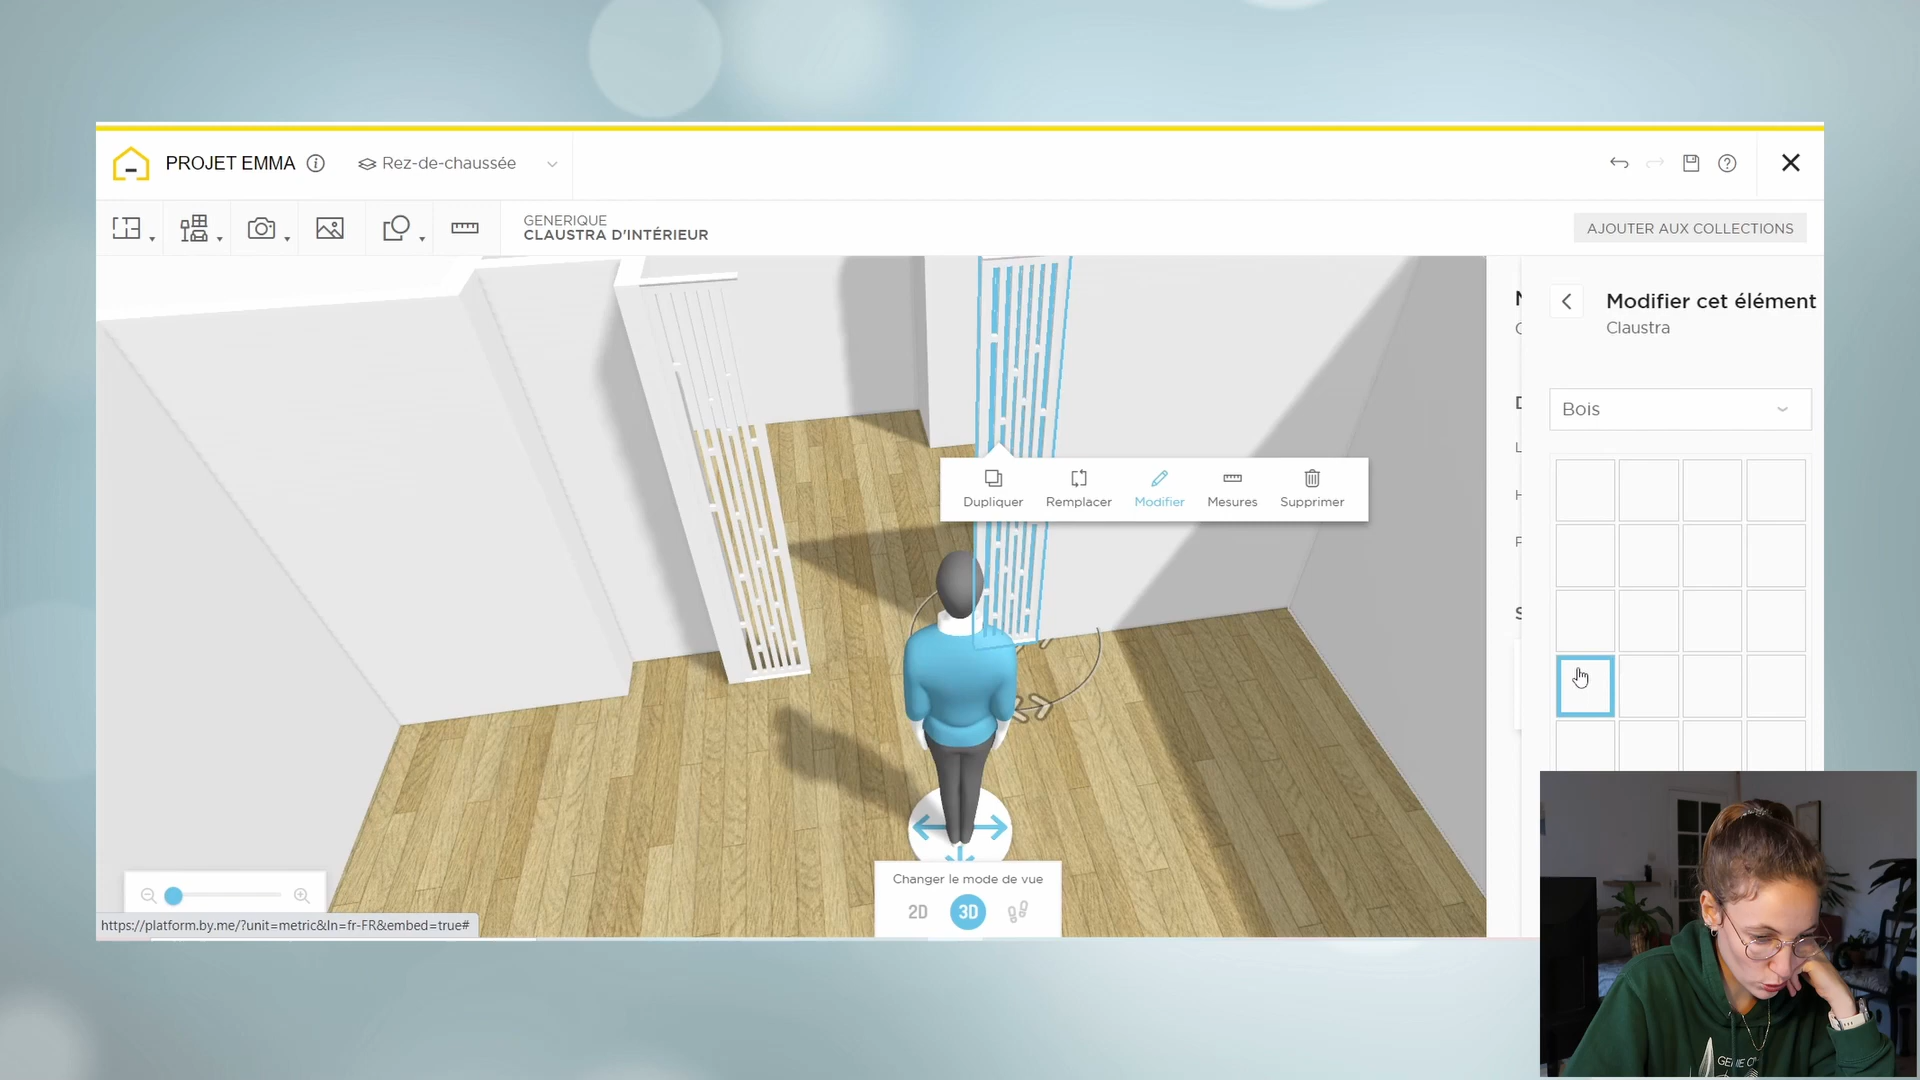 PROJET EMMA
Rez-de-chaussée
GENERIQUE
CLAUSTRA D'INTÉRIEUR
AJOUTER AUX COLLECTIONS
Modifier cet élément
Claustra
Bois
Dupliquer
Remplacer
Modifier
Mesures
Supprimer
Changer le mode de vue
2D
3D
https://platform.by.me/?unit=metric&ln=fr-FR&embed=true#